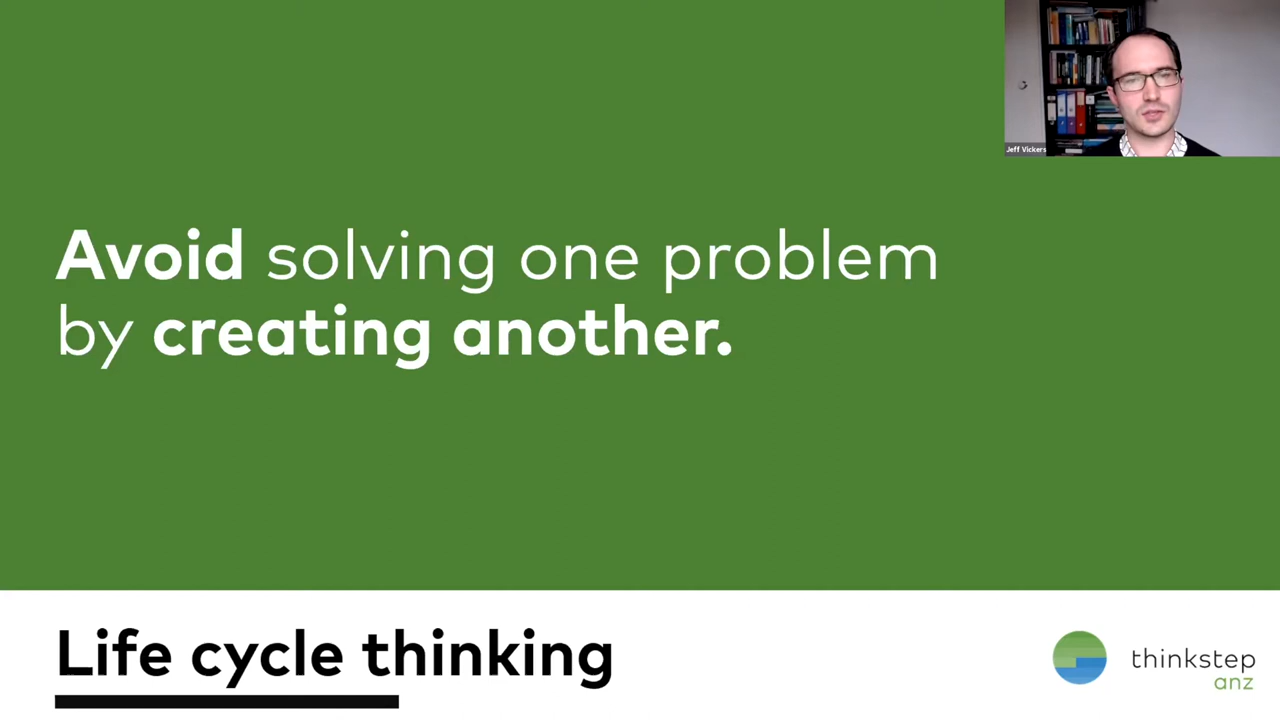 Jeff Vickers
Avoid solving one problem
by creating another.
Life cycle thinking
thinkstep
anz